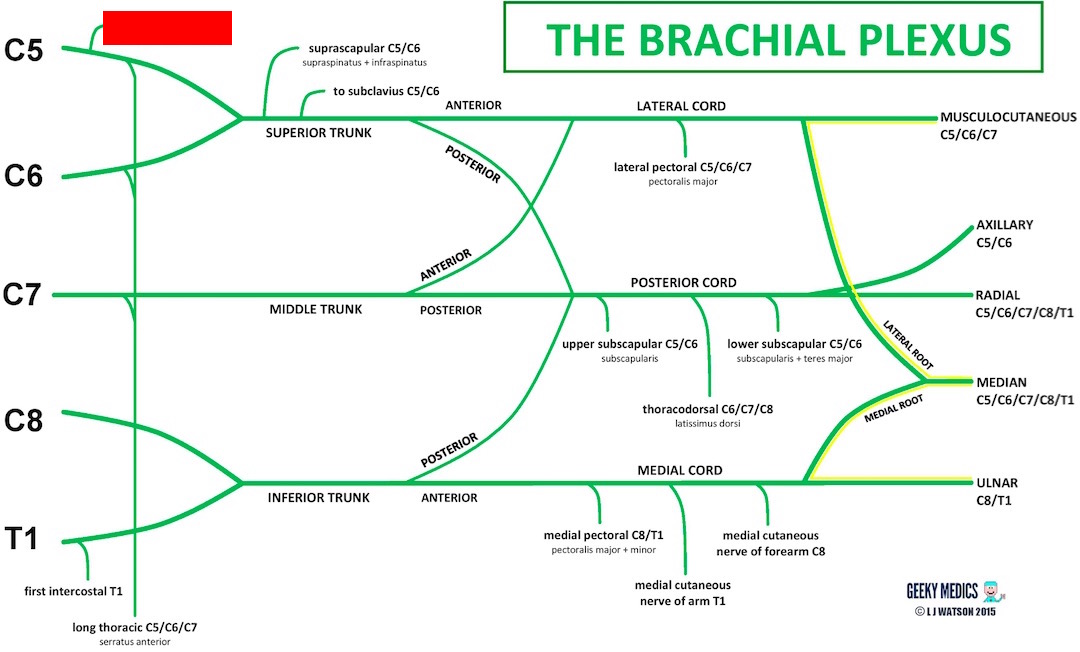 THE BRACHIAL PLEXUS
C5
suprascapular C5/C6
supraspinatus + infraspinatus
to subclavius C5/C6
ANTERIOR
LATERAL CORD
SUPERIOR TRUNK
MUSCULOCUTANEOUS
C5/C6/C7
POSTERIOR
lateral pectoral C5/C6/C7
pectoralis major
C6
AXILLARY
C5/C6
ANTERIOR
POSTERIOR CORD
C7
MIDDLE TRUNK
POSTERIOR
RADIAL
C5/C6/C7/C8/T1
upper subscapular C5/C6
subscapularis
lower subscapular C5/C6
subscapularis + teres major
LATERAL ROOT
thoracodorsal C6/C7/C8
latissimus dorsi
MEDIAN
C5/C6/C7/C8/T1
MEDIAL ROOT
C8
POSTERIOR
MEDIAL CORD
INFERIOR TRUNK
ANTERIOR
ULNAR
C8/T1
T1
medial pectoral C8/T1
pectoralis major + minor
medial cutaneous
nerve of forearm C8
medial cutaneous
nerve of arm T1
first intercostal T1
long thoracic C5/C6/C7
serratus anterior
GEEKY MEDICS
© L J WATSON 2015